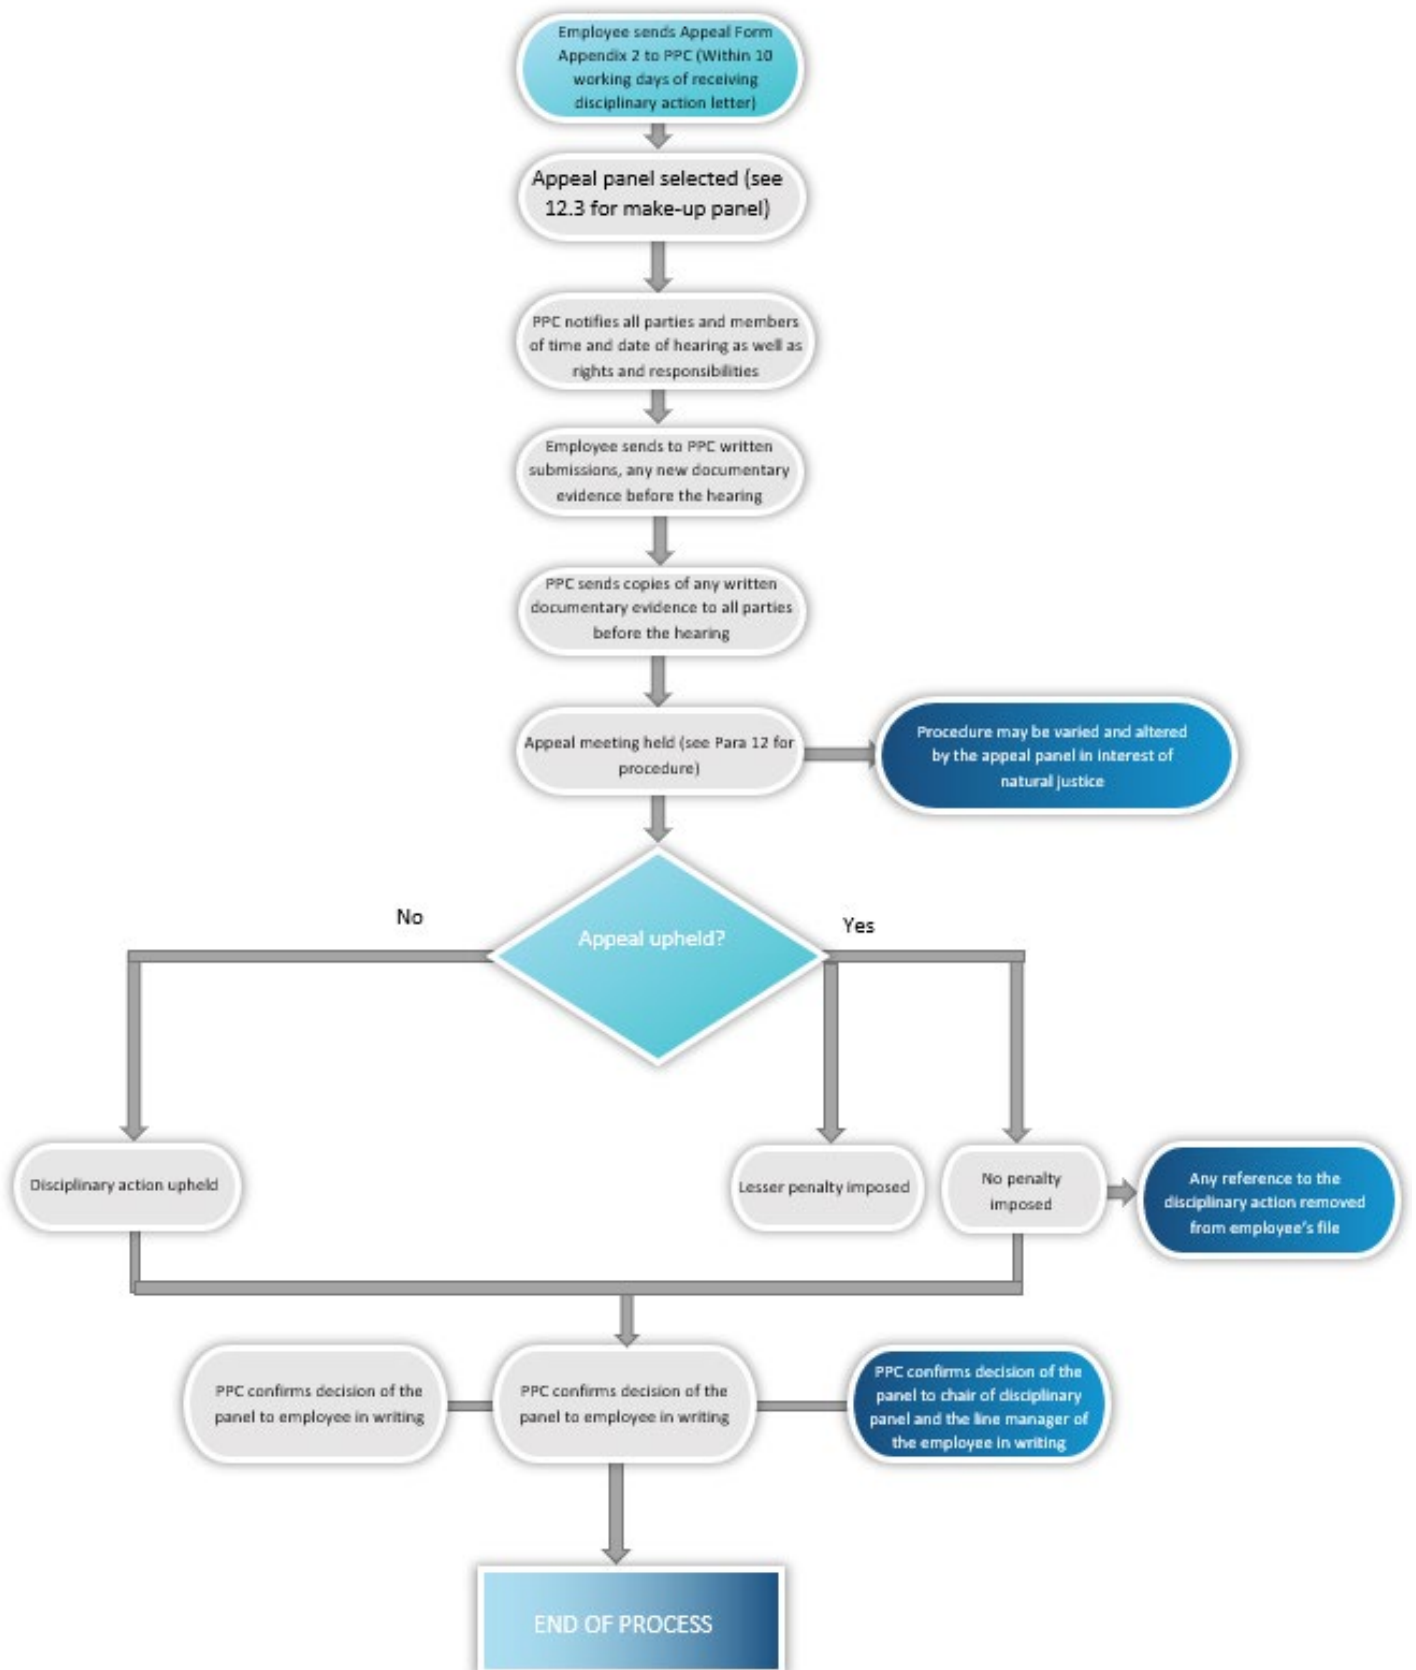 Employee sends Appeal Form
Appendix 2 to PPC (Within 10
working days of receiving
disciplinary action letter)
Appeal panel selected (see
12.3 for make-up panel)
PPC notifies all parties and members
of time and date of hearing as well as
rights and responsibilities
Employee sends to PPC written
submissions, any new documentary
evidence before the hearing
PPC sends copies of any written
documentary evidence to all parties
before the hearing
Appeal meeting held (see Para 12 for
procedure)
Procedure may be varied and altered
by the appeal panel in interest of
natural justice
No
Appeal upheld?
Yes
Disciplinary action upheld
Lesser penalty imposed
No penalty
imposed
Any reference to the
disciplinary action removed
from employee's file
PPC confirms decision of the
panel to employee in writing
PPC confirms decision of the
panel to employee in writing
PPC confirms decision of the
panel to chair of disciplinary
panel and the line manager of
the employee in writing
END OF PROCESS